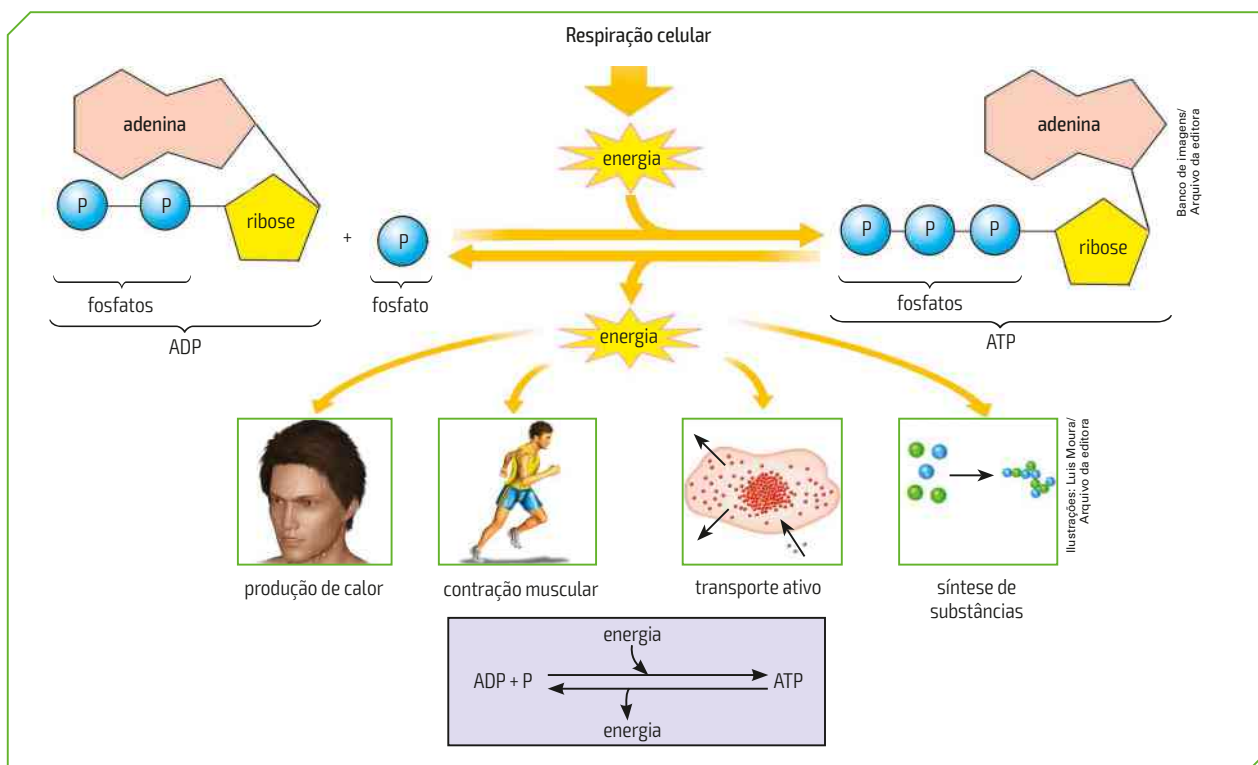 Respiração celular
adenina
P
P
ribose
fosfatos
ADP
+
P
fosfato
energia
energia
adenina
P
P
P
ribose
fosfatos
ATP
Banco de imagens/
Arquivo da editora
produção de calor
contração muscular
transporte ativo
síntese de
substâncias
Ilustrações: Luis Moura/
Arquivo da editora
energia
ADP + P
ATP
energia